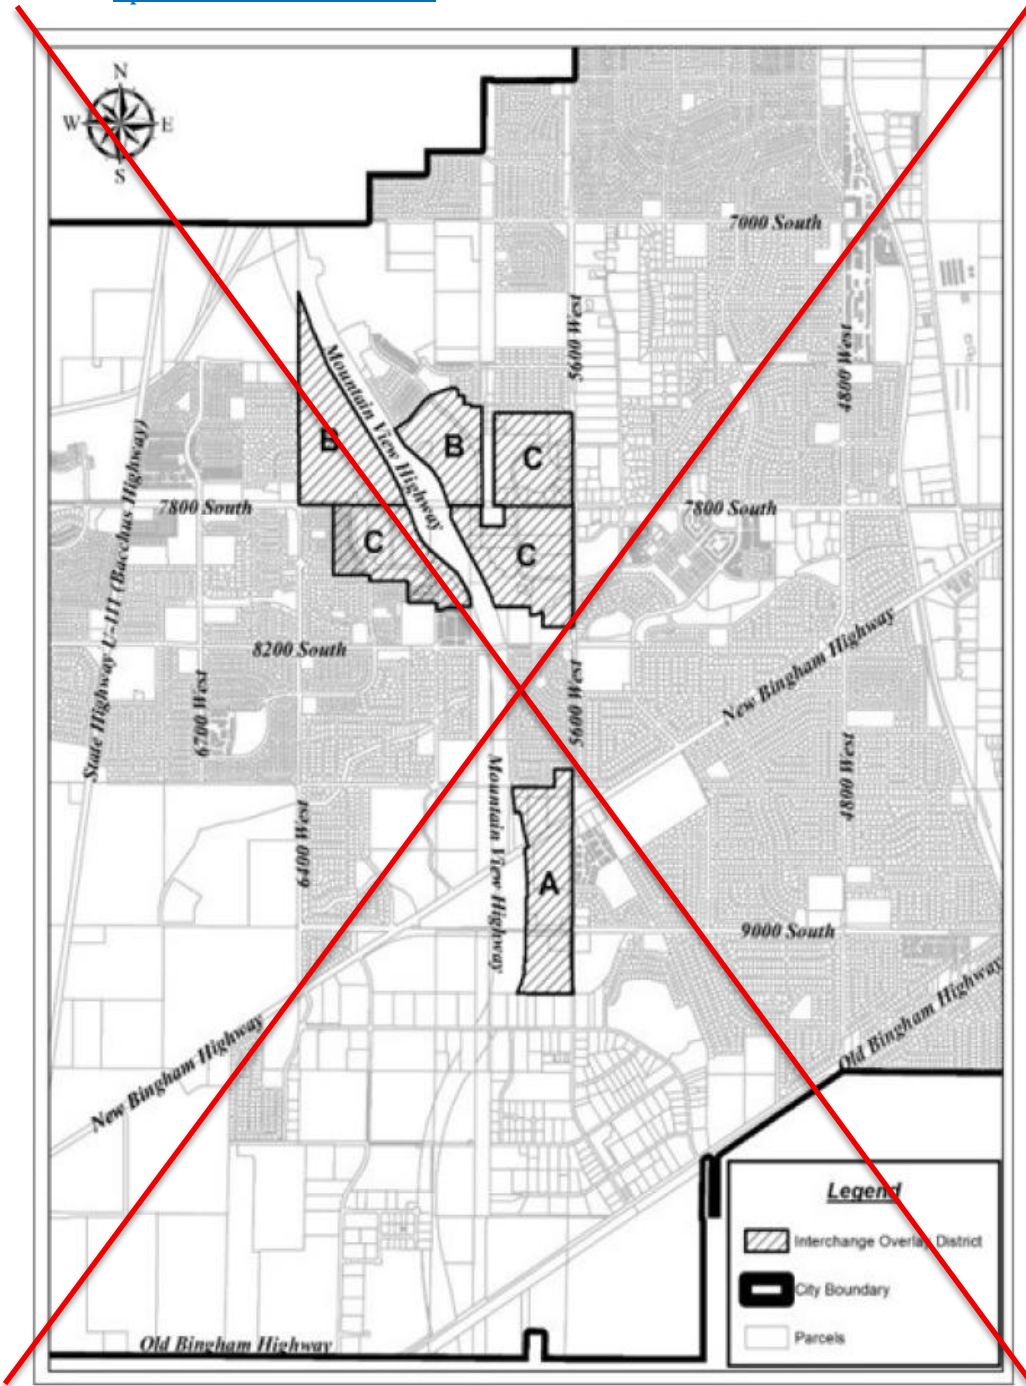 N
W E
S
7000 South
5600 West
4800 West
Mountain View Highway
B
B
C
State Highway U-111 (Bacchus Highway)
7800 South
7800 South
C
C
8200 South
6700 West
5600 West
New Bingham Highway
4800 West
Mountain View Highway
6400 West
A
9000 South
Old Bingham Highway
New Bingham Highway
Legend
Interchange Overlay District
City Boundary
Parcels
Old Bingham Highway